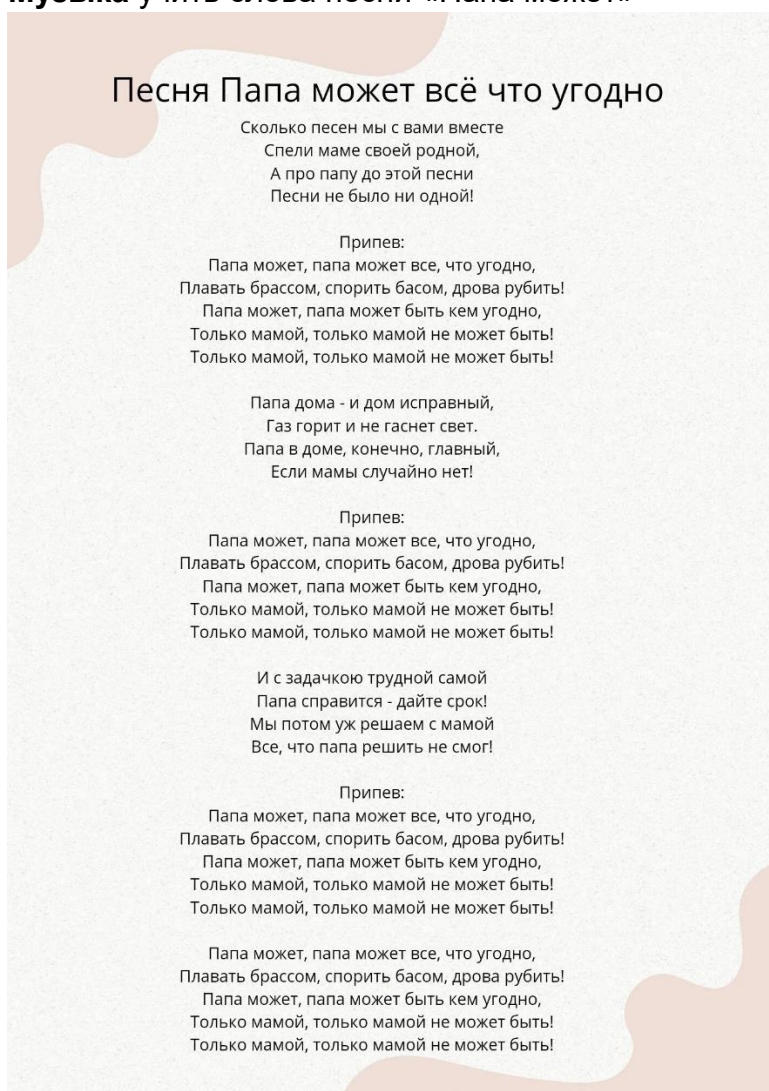 Музыка учить слова песни «Папа может»
Песня Папа может всё что угодно
Сколько песен мы с вами вместе
Спели маме своей родной,
А про папу до этой песни
Песни не было ни одной!
Припев:
Папа может, папа может все, что угодно,
Плавать брассом, спорить басом, дрова рубить!
Папа может, папа может быть кем угодно,
Только мамой, только мамой не может быть!
Только мамой, только мамой не может быть!
Папа дома - и дом исправный,
Газ горит и не гаснет свет.
Папа в доме, конечно, главный,
Если мамы случайно нет!
Припев:
Папа может, папа может все, что угодно,
Плавать брассом, спорить басом, дрова рубить!
Папа может, папа может быть кем угодно,
Только мамой, только мамой не может быть!
Только мамой, только мамой не может быть!
И с задачкою трудной самой
Папа справится - дайте срок!
Мы потом уж решаем с мамой
Все, что папа решить не смог!
Припев:
Папа может, папа может все, что угодно,
Плавать брассом, спорить басом, дрова рубить!
Папа может, папа может быть кем угодно,
Только мамой, только мамой не может быть!
Только мамой, только мамой не может быть!
Папа может, папа может все, что угодно,
Плавать брассом, спорить басом, дрова рубить!
Папа может, папа может быть кем угодно,
Только мамой, только мамой не может быть!
Только мамой, только мамой не может быть!